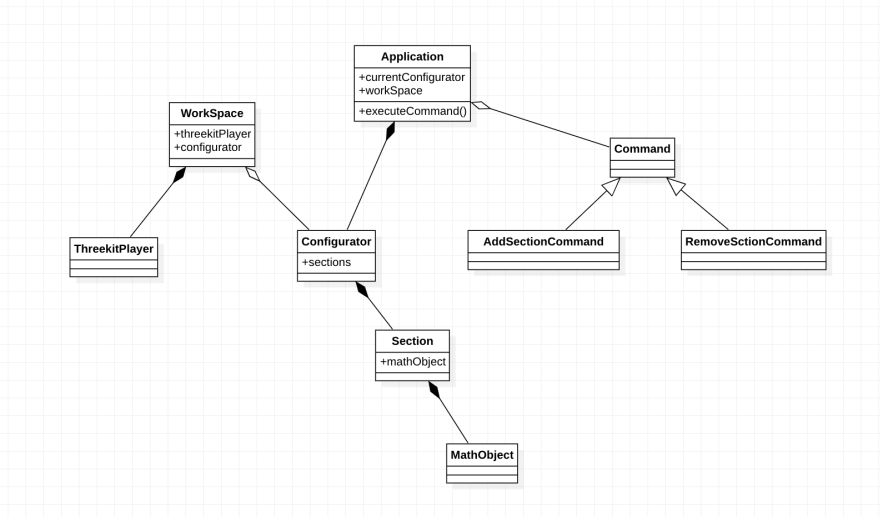 Application
+currentConfigurator
+workSpace
+executeCommand()
WorkSpace
+threekitPlayer
+configurator
Command
ThreekitPlayer
Configurator
+sections
AddSectionCommand
RemoveSctionCommand
Section
+mathObject
MathObject